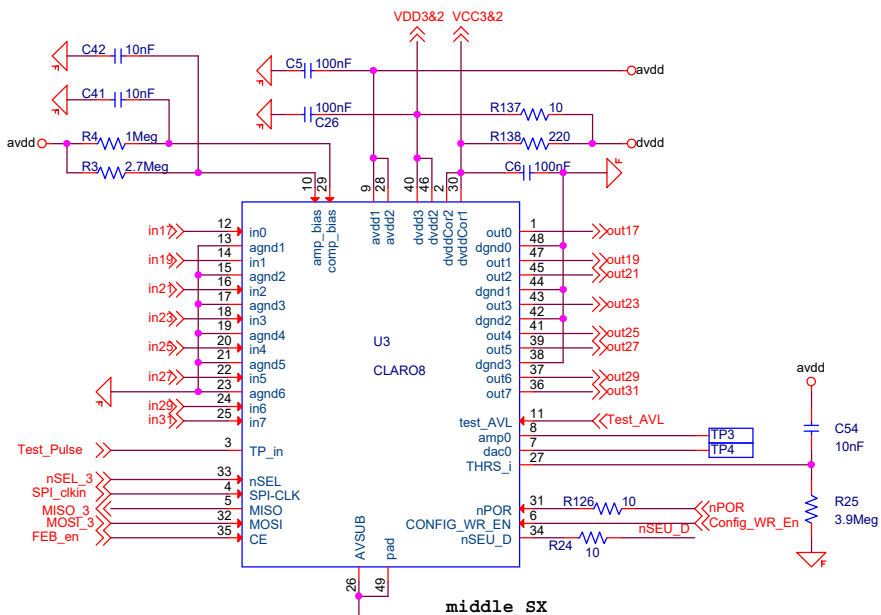 VDD3&2 VCC3&2
C42 10nF
C5 100nF avdd
C41 10nF
100nF C26
R137 10
avdd R4 1Meg
R138 220 dvdd
R3 2.7Meg
C6 100nF
10 29 9 28 40 46 2 30
amp_bias comp_bias avdd1 avdd2 dvdd3 dvdd2 dvddCor2 dvddCor1
in17 12 in0 out0 1 out17
13 agnd1 dgnd0 48
in19 14 in1 out1 47 out19
15 agnd2 out2 45 out21
in21 16 in2 dgnd1 44
17 agnd3 out3 43 out23
in23 18 in3 dgnd2 42
19 agnd4 out4 41 out25
in25 20 in4 out5 39 out27
21 agnd5 dgnd3 38
in27 22 in5 out6 37 out29
23 agnd6 out7 36 out31
in29 24 in6
in31 25 in7 test_AVL 11 Test_AVL
U3
CLARO8
amp0 8 TP3
Test_Pulse 3 TP_in dac0 7 TP4
THRS_i 27
avdd
C54
10nF
R25
3.9Meg
nSEL_3 33 nSEL
SPI_clkin 4 SPI-CLK
MISO_3 5 MISO nPOR 31 R126 10 nPOR
MOSI_3 32 MOSI CONFIG_WR_EN 6 Config_WR_En
FEB_en 35 CE nSEU_D 34 R24 10 nSEU_D
AVSUB pad
26 49
middle SX
F
F
F
F
F
F
F